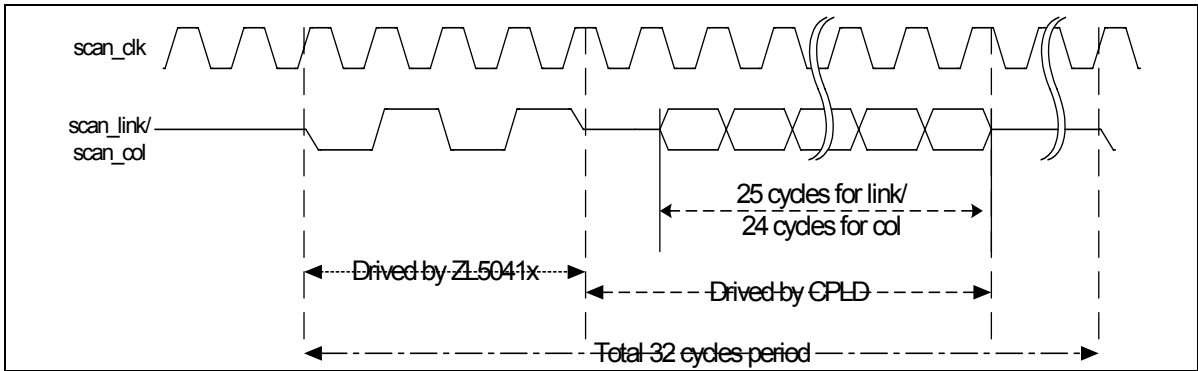 scan_clk
scan_link/
scan_col
25 cycles for link/
24 cycles for col
Drived by ZL5041x
Drived by CPLD
Total 32 cycles period